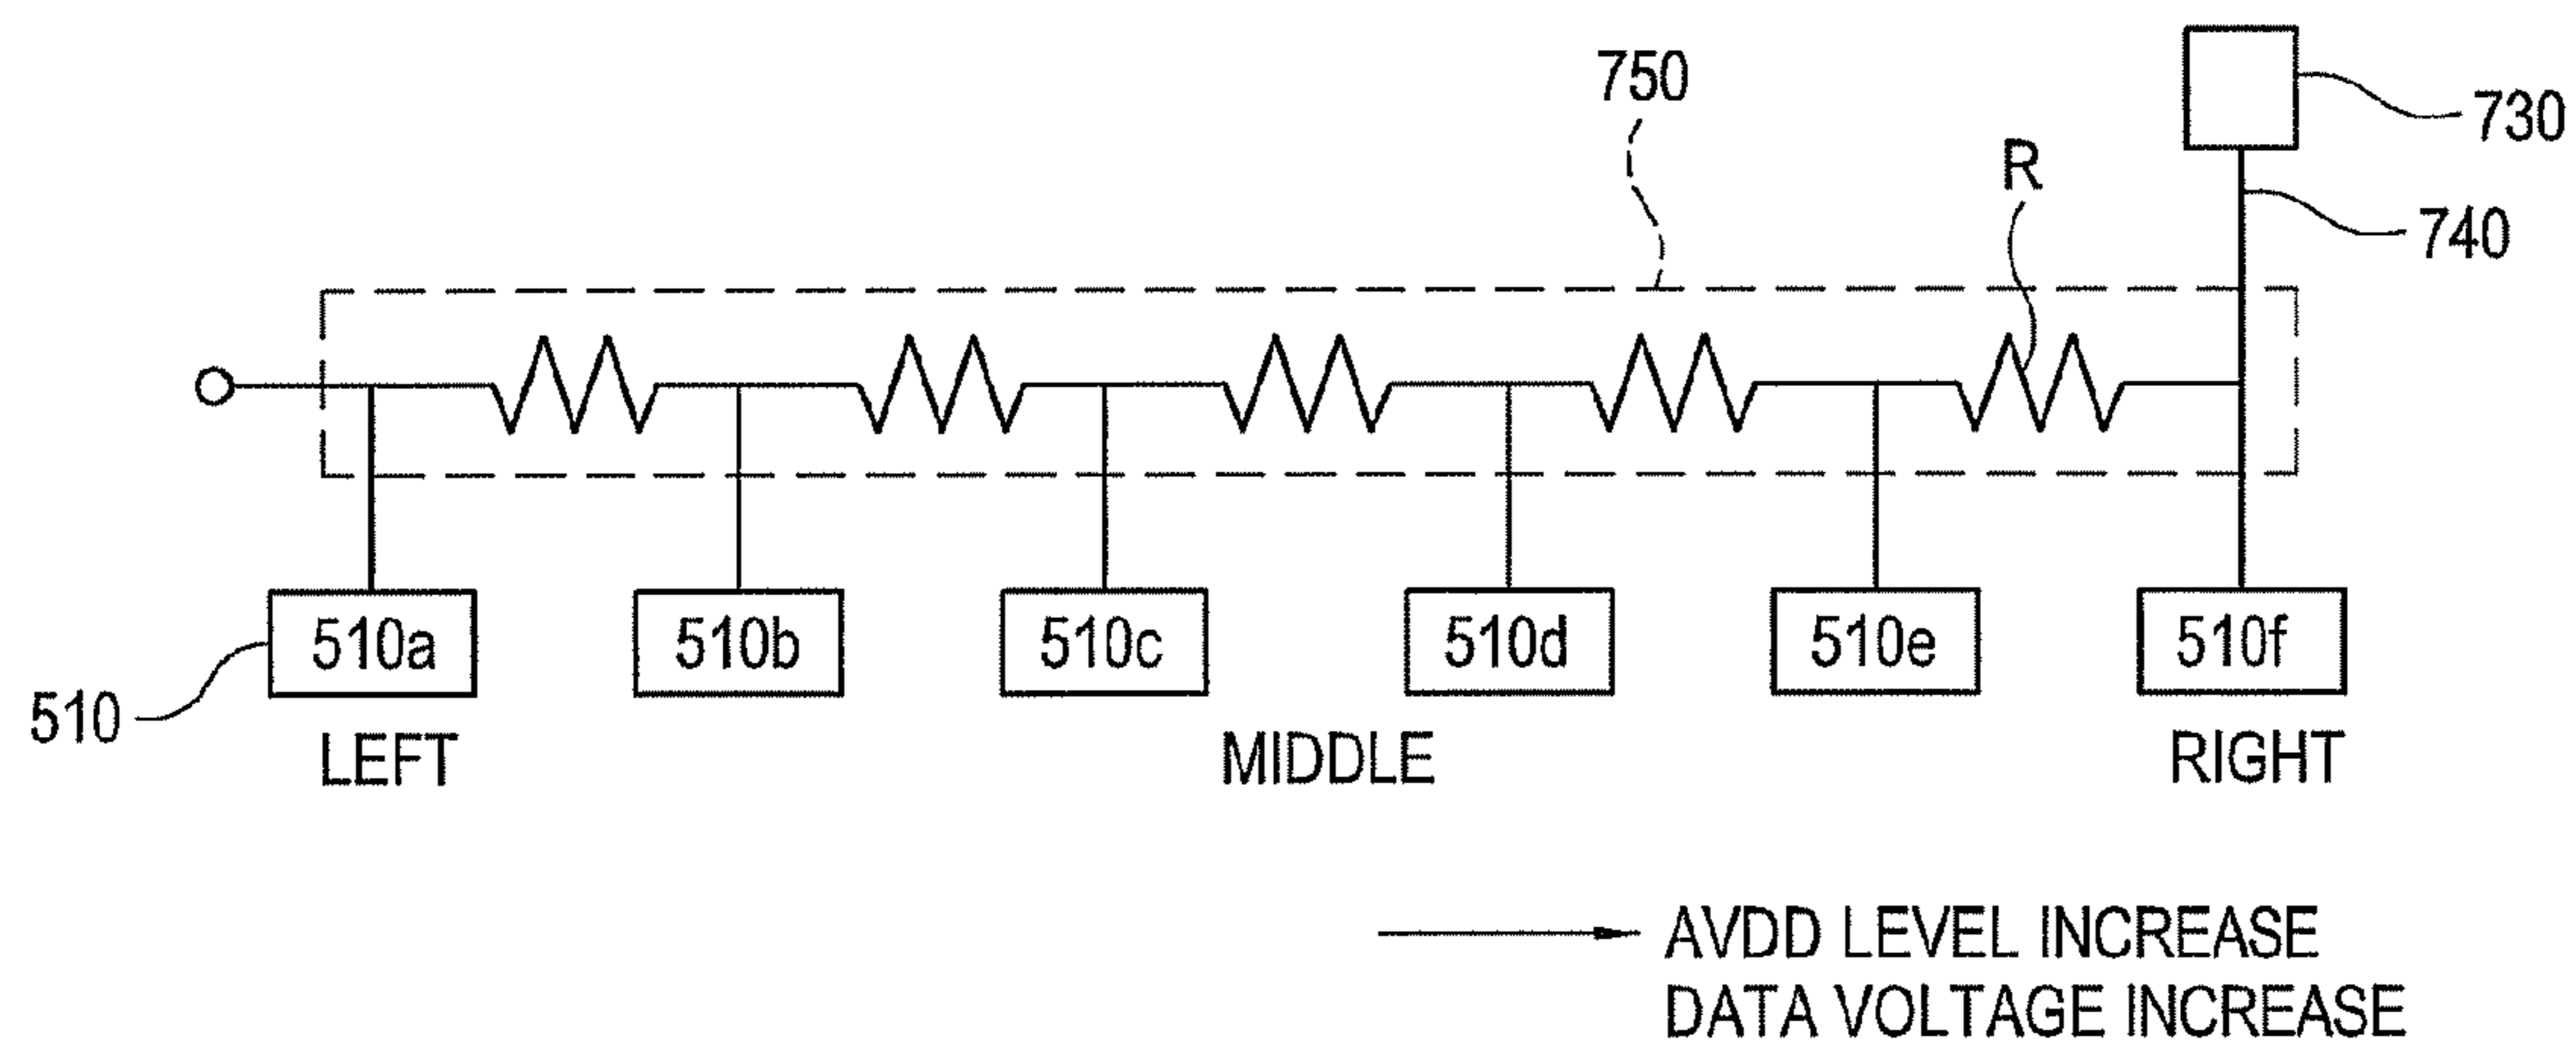 750
730
R
740
510a 510b 510c 510d 510e 510f
510
LEFT MIDDLE RIGHT
AVDD LEVEL INCREASE
DATA VOLTAGE INCREASE